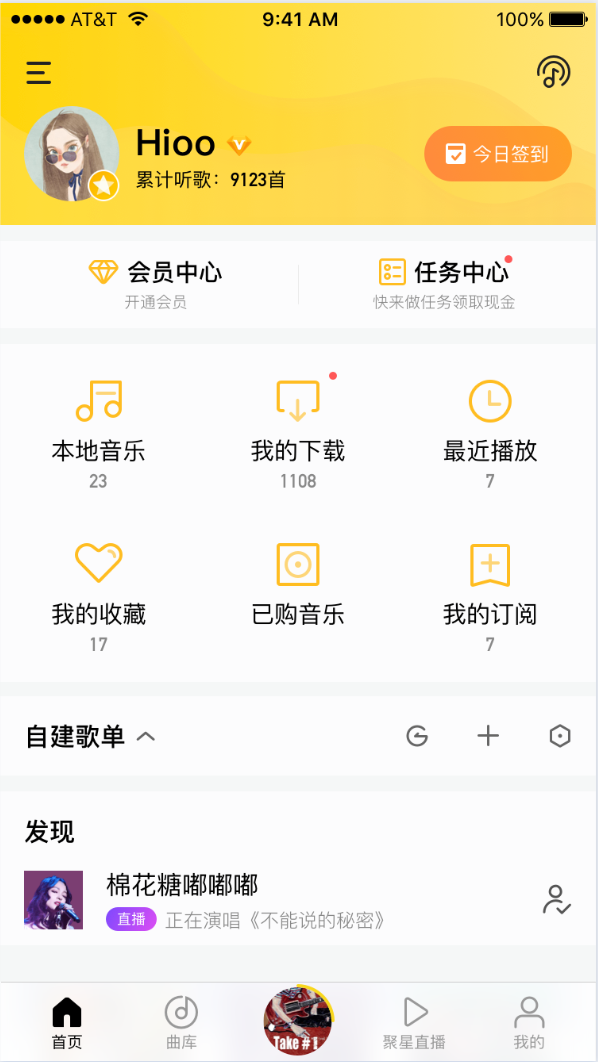 AT&T 9:41 AM 100%
Hioo
累计听歌：9123首
今日签到
会员中心 任务中心
开通会员 快来做任务领取现金
本地音乐 我的下载 最近播放
23 1108 7
我的收藏 已购音乐 我的订阅
17 7
自建歌单
发现
棉花糖嘟嘟嘟
直播 正在演唱《不能说的秘密》
Take #1
首页 曲库 聚星直播 我的